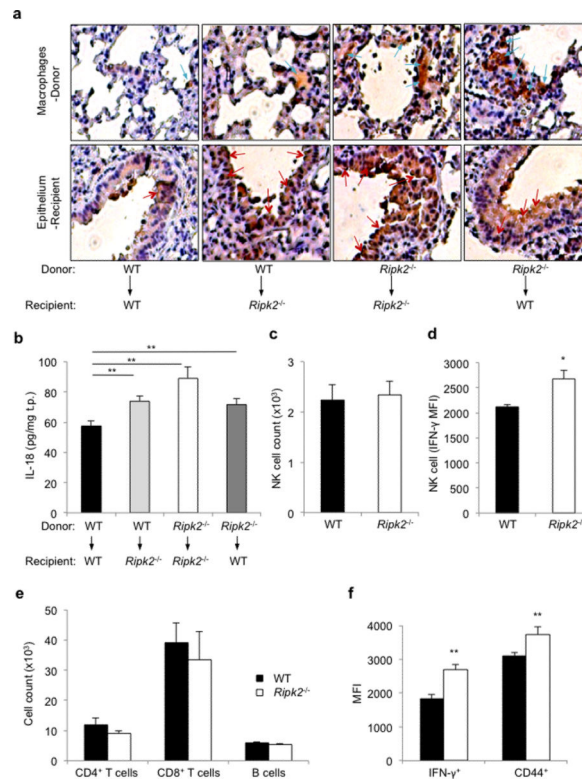 a
Macrophages
-Donor
Epithelium
-Recipient
Donor: WT WT Ripk2-/- Ripk2-/-
Recipient: WT Ripk2-/- Ripk2-/- WT
b
IL-18 (pg/mg t.p.)
100
80
60
40
20
0
**
**
**
Donor: WT WT Ripk2-/- Ripk2-/-
Recipient: WT Ripk2-/- Ripk2-/- WT
c
NK cell count (x10³)
3
2
1
0
WT Ripk2-/-
d
NK cell (IFN-γ MFI)
3000
2500
2000
1500
1000
500
0
*
WT Ripk2-/-
e
Cell count (x10³)
50
40
30
20
10
0
WT
Ripk2-/-
CD4+ T cells CD8+ T cells B cells
f
MFI
4000
3000
2000
1000
0
**
**
IFN-γ+ CD44+